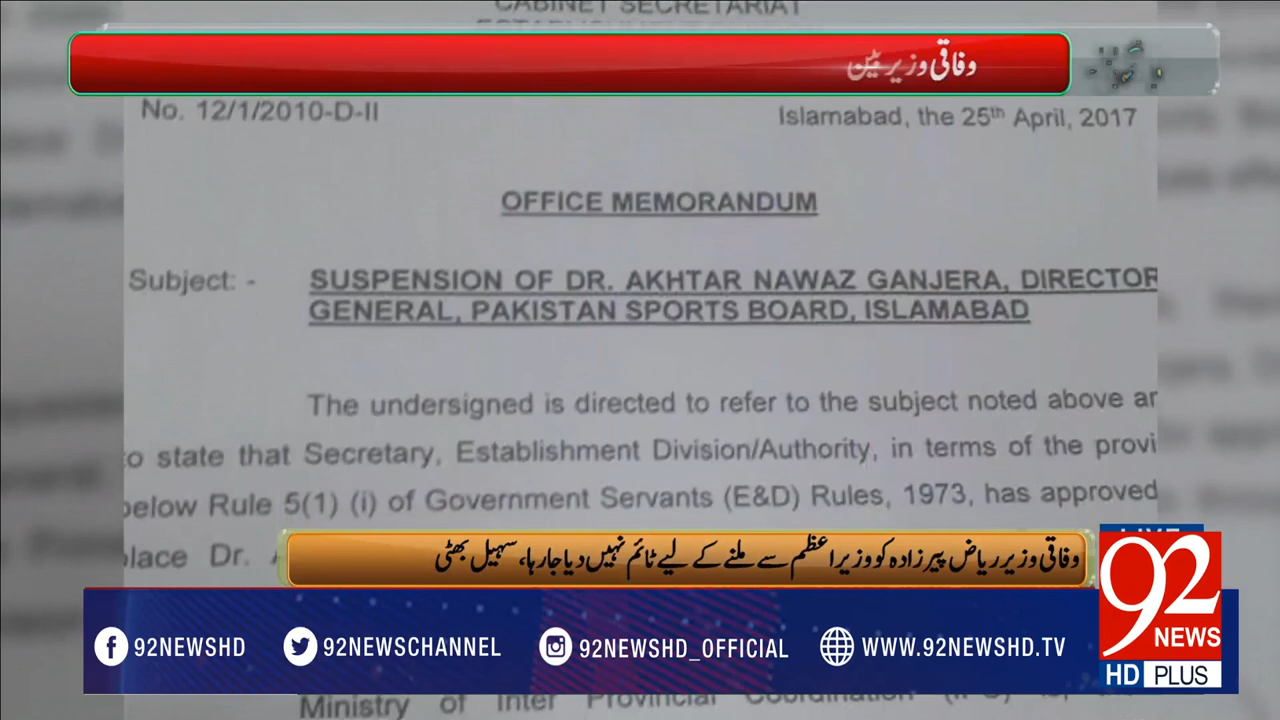 CABINET SECRETARIAT
وفاقی وزیر
No. 12/1/2010-D-II
Islamabad, the 25th April, 2017
OFFICE MEMORANDUM
Subject: -
SUSPENSION OF DR. AKHTAR NAWAZ GANJERA, DIRECTOR
GENERAL, PAKISTAN SPORTS BOARD, ISLAMABAD
The undersigned is directed to refer to the subject noted above
to state that Secretary, Establishment Division/Authority, in terms of the provi
below Rule 5(1) (i) of Government Servants (E&D) Rules, 1973, has approved
place Dr.
وفاقی وزیر ریاض پیرزادہ کو وزیراعظم سے ملنے کے لیے ٹائم نہیں دیا جا رہا، سہیل بھٹی
LIVE
92
NEWS
HD PLUS
92NEWSHD
92NEWSCHANNEL
92NEWSHD_OFFICIAL
WWW.92NEWSHD.TV
Ministry of Inter Provincial Coordination